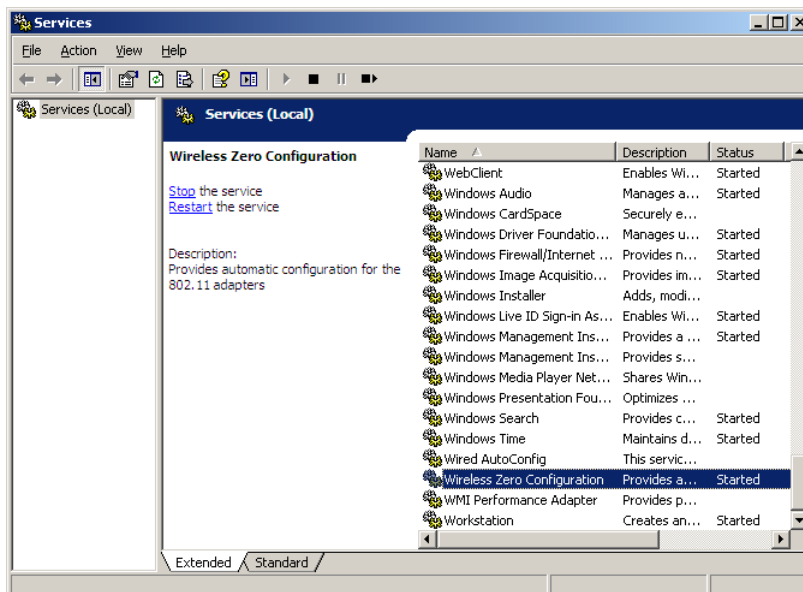 Services
File Action View Help
Services (Local)
Services (Local)
Wireless Zero Configuration
Stop the service
Restart the service
Description:
Provides automatic configuration for the
802.11 adapters
Name Description Status
WebClient Enables Wi... Started
Windows Audio Manages a... Started
Windows CardSpace Securely e...
Windows Driver Foundatio... Manages u... Started
Windows Firewall/Internet ... Provides n... Started
Windows Image Acquisitio... Provides im... Started
Windows Installer Adds, modi...
Windows Live ID Sign-in As... Enables Wi... Started
Windows Management Ins... Provides a ... Started
Windows Management Ins... Provides s...
Windows Media Player Net... Shares Win...
Windows Presentation Fou... Optimizes ...
Windows Search Provides c... Started
Windows Time Maintains d... Started
Wired AutoConfig This servic...
Wireless Zero Configuration Provides a... Started
WMI Performance Adapter Provides p...
Workstation Creates an... Started
Extended Standard